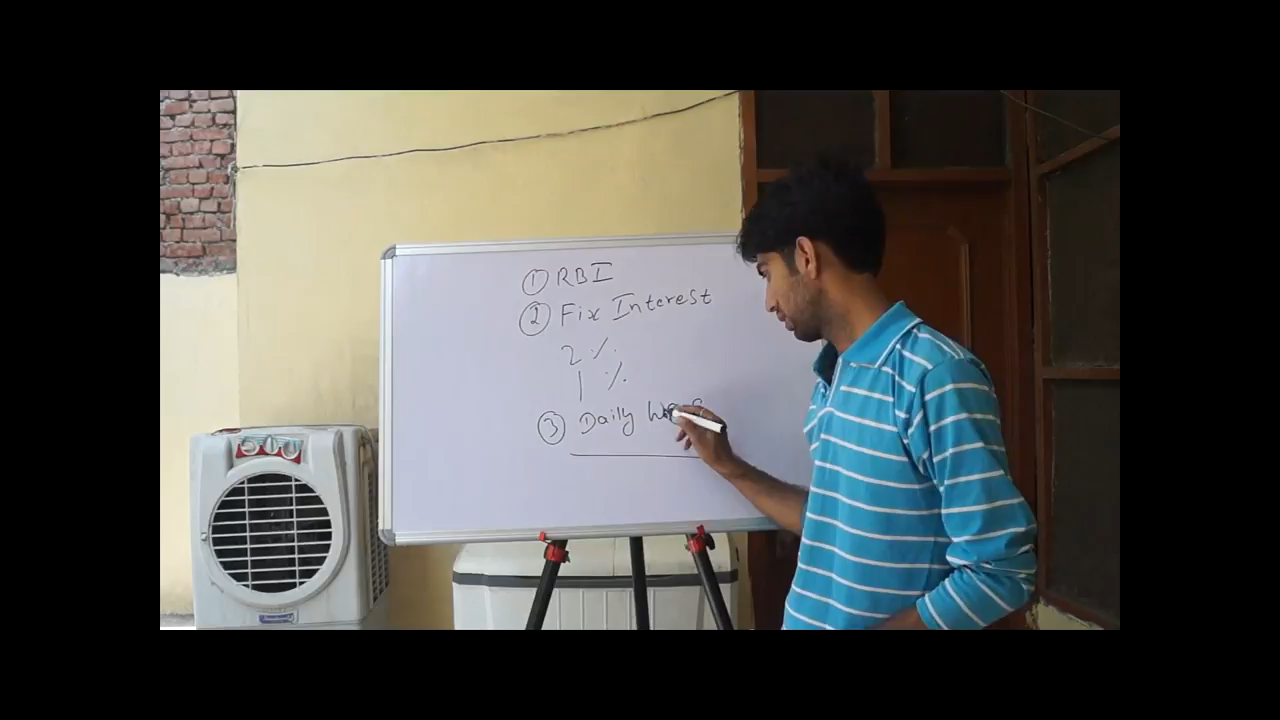 ① RBI
② Fix Interest
2 %
1 %
③ Daily